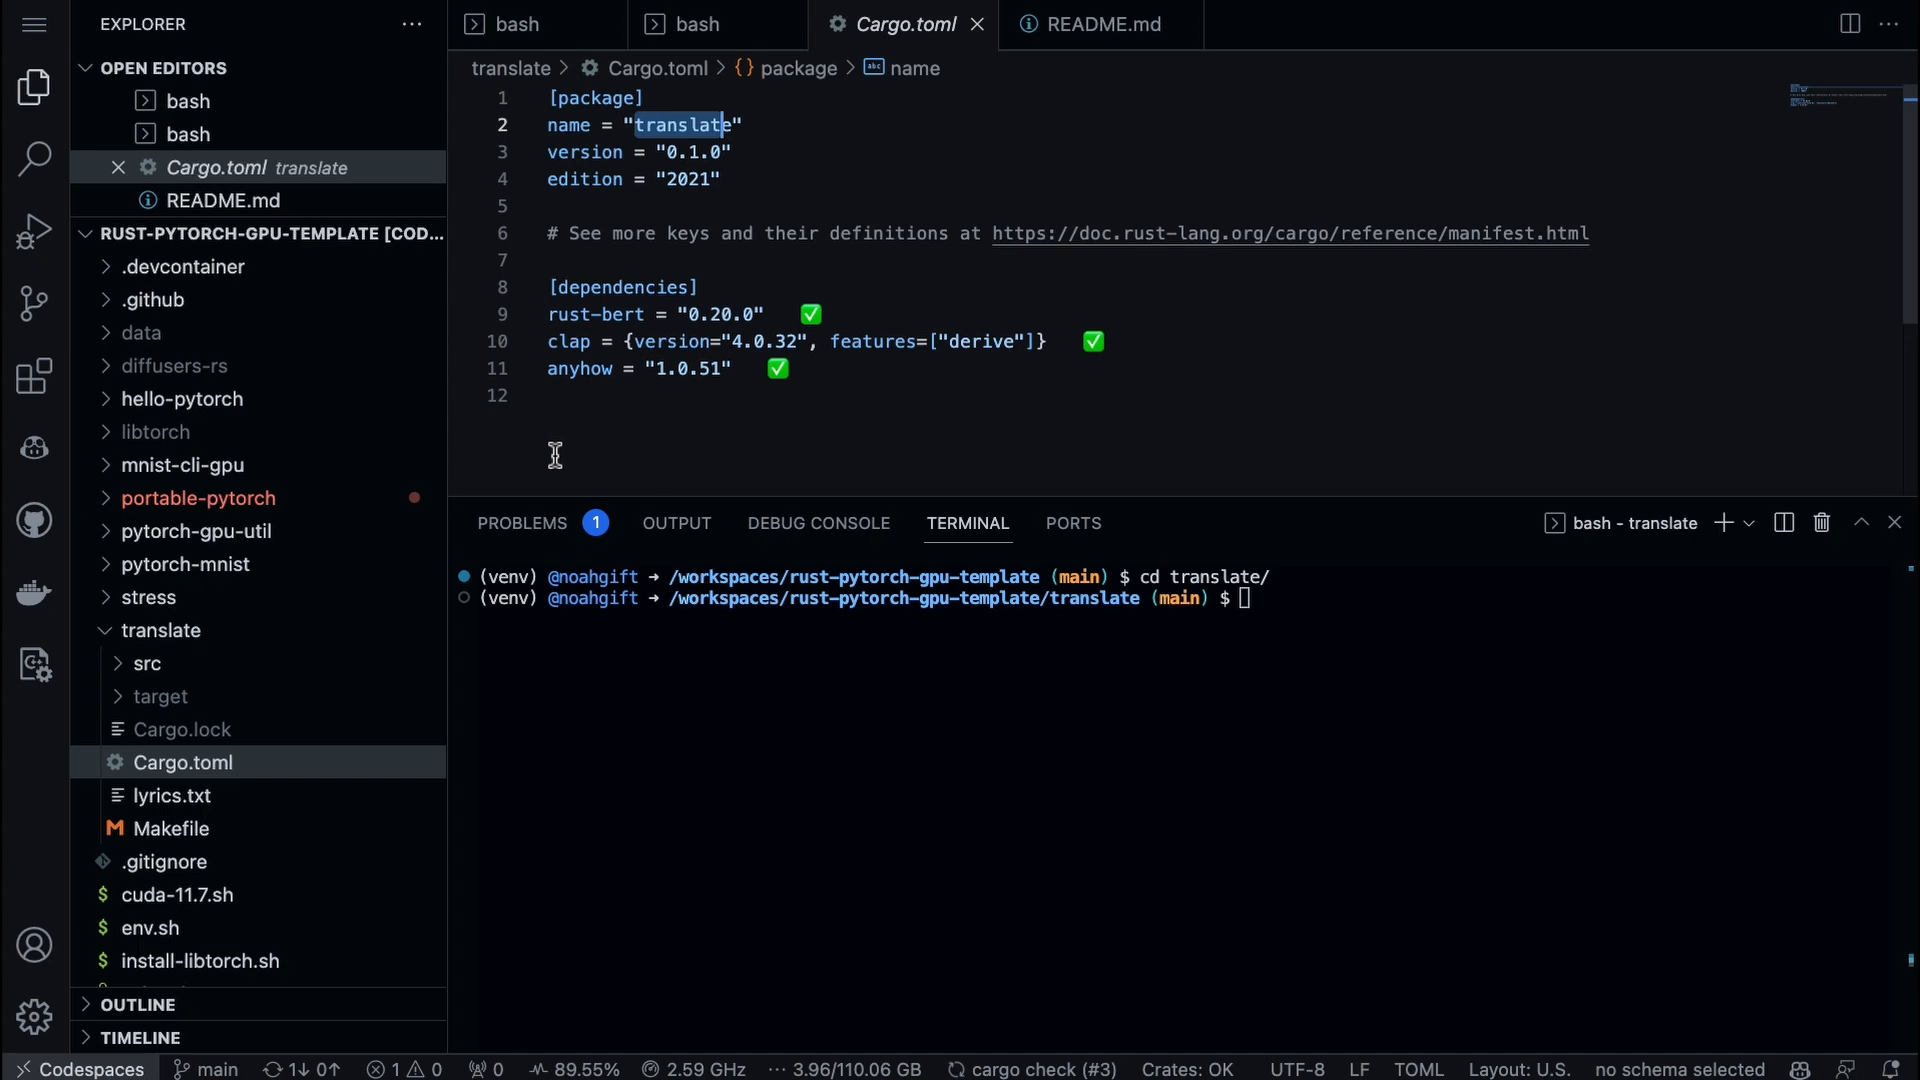 EXPLORER
OPEN EDITORS
bash
bash
Cargo.toml translate
README.md
RUST-PYTORCH-GPU-TEMPLATE [COD...
.devcontainer
.github
data
diffusers-rs
hello-pytorch
libtorch
mnist-cli-gpu
portable-pytorch
pytorch-gpu-util
pytorch-mnist
stress
translate
src
target
Cargo.lock
Cargo.toml
lyrics.txt
Makefile
.gitignore
cuda-11.7.sh
env.sh
install-libtorch.sh
OUTLINE
TIMELINE
bash bash Cargo.toml README.md
translate > Cargo.toml > {} package > name
1 [package]
2 name = "translate"
3 version = "0.1.0"
4 edition = "2021"
5
6 # See more keys and their definitions at https://doc.rust-lang.org/cargo/reference/manifest.html
7
8 [dependencies]
9 rust-bert = "0.20.0" ✅
10 clap = {version="4.0.32", features=["derive"]} ✅
11 anyhow = "1.0.51" ✅
12
PROBLEMS 1 OUTPUT DEBUG CONSOLE TERMINAL PORTS bash - translate
(venv) @noahgift → /workspaces/rust-pytorch-gpu-template (main) $ cd translate/
(venv) @noahgift → /workspaces/rust-pytorch-gpu-template/translate (main) $
Codespaces main 1↓ 0↑ 1 0 0 89.55% 2.59 GHz 3.96/110.06 GB cargo check (#3) Crates: OK UTF-8 LF TOML Layout: U.S. no schema selected